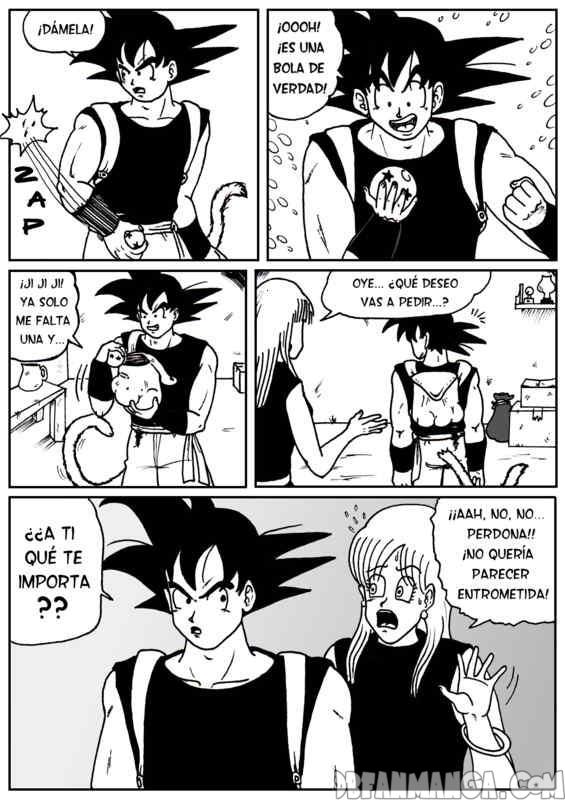 ¡DÁMELA!
ZAP
¡OOOH!
¡ES UNA
BOLA DE
VERDAD!
¡JI JI JI!
YA SOLO
ME FALTA
UNA Y...
OYE... ¿QUÉ DESEO
VAS A PEDIR...?
¿¿A TI
QUÉ TE
IMPORTA
??
¡¡AAH, NO, NO...
PERDONA!!
¡NO QUERÍA
PARECER
ENTROMETIDA!
DBFANMANGA.COM